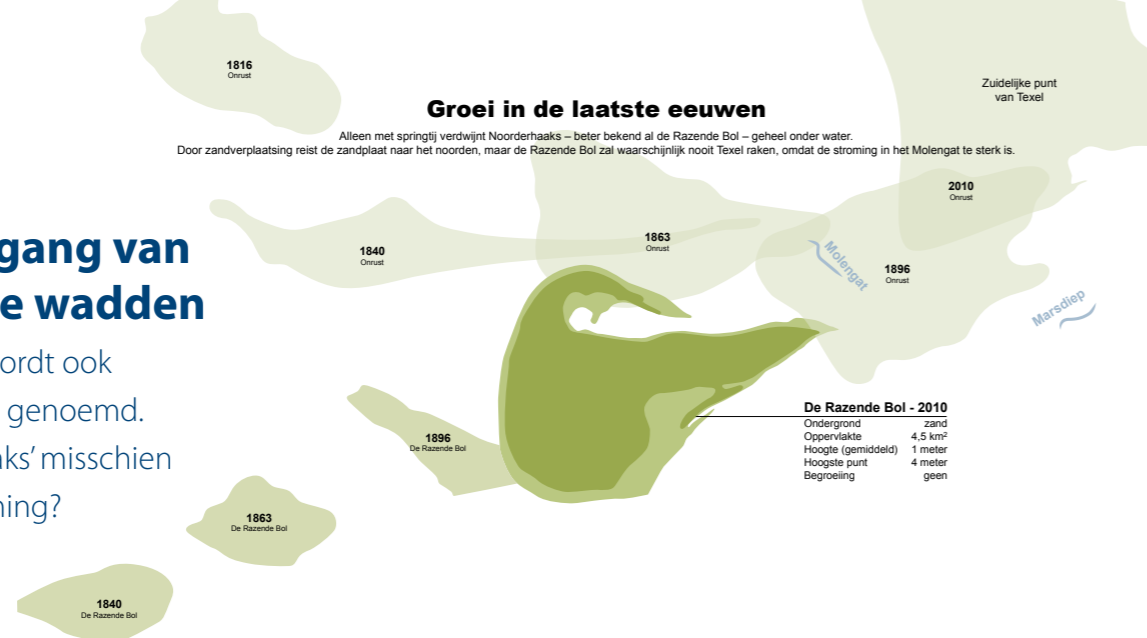 1816
Onrust
Zuidelijke punt
van Texel
Groei in de laatste eeuwen
Alleen met springtij verdwijnt Noorderhaaks – beter bekend al de Razende Bol – geheel onder water.
Door zandverplaatsing reist de zandplaat naar het noorden, maar de Razende Bol zal waarschijnlijk nooit Texel raken, omdat de stroming in het Molengat te sterk is.
2010
Onrust
1840
Onrust
1863
Onrust
Molengat
1896
Onrust
Marsdiep
gang van
e wadden
ordt ook
genoemd.
aks’ misschien
ning?
De Razende Bol - 2010
Ondergrond zand
Oppervlakte 4,5 km²
Hoogte (gemiddeld) 1 meter
Hoogste punt 4 meter
Begroeiing geen
1896
De Razende Bol
1863
De Razende Bol
1840
De Razende Bol